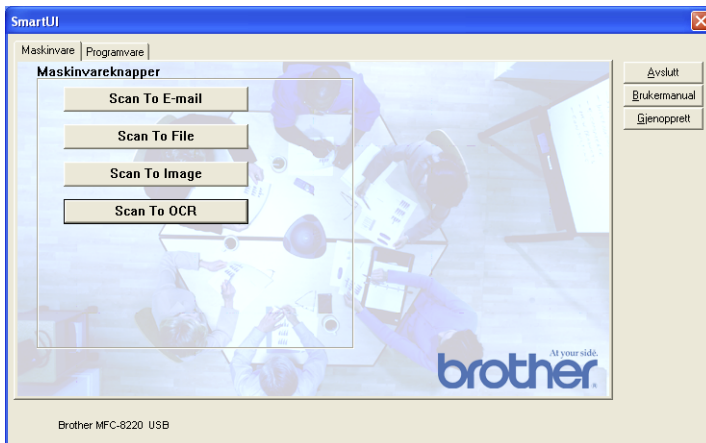 SmartUI
Maskinvare
Programvare
Maskinvareknapper
Scan To E-mail
Scan To File
Scan To Image
Scan To OCR
Avslutt
Brukermanual
Gjenopprett
At your side.
brother
Brother MFC-8220 USB